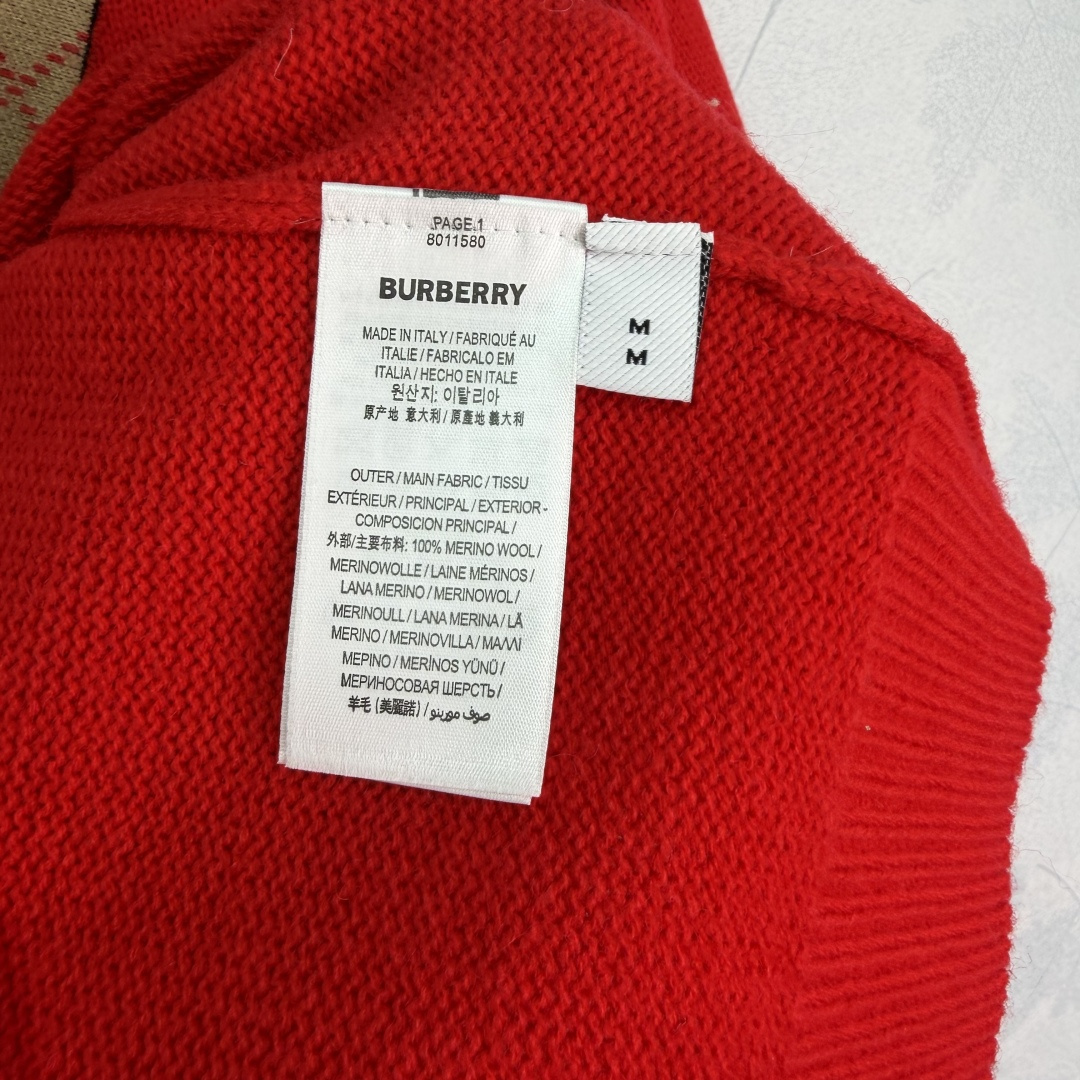 PAGE 1
8011580
BURBERRY
MADE IN ITALY / FABRIQUÉ AU
ITALIE / FABRICALO EM
ITALIA / HECHO EN ITALE
원산지: 이탈리아
原产地 意大利 / 原產地 義大利
OUTER / MAIN FABRIC / TISSU
EXTÉRIEUR / PRINCIPAL / EXTERIOR -
COMPOSICION PRINCIPAL /
外部/主要布料: 100% MERINO WOOL /
MERINOWOLLE / LAINE MÉRINOS /
LANA MERINO / MERINOWOL /
MERINOULL / LANA MERINA / LÃ
MERINO / MERINOVILLA / ΜΑΛΛΙ
ΜΕΡΙΝΟ / MERİNOS YÜNÜ /
МЕРИНОСОВАЯ ШЕРСТЬ /
羊毛 (美麗諾) / صوف مورينو
M
M